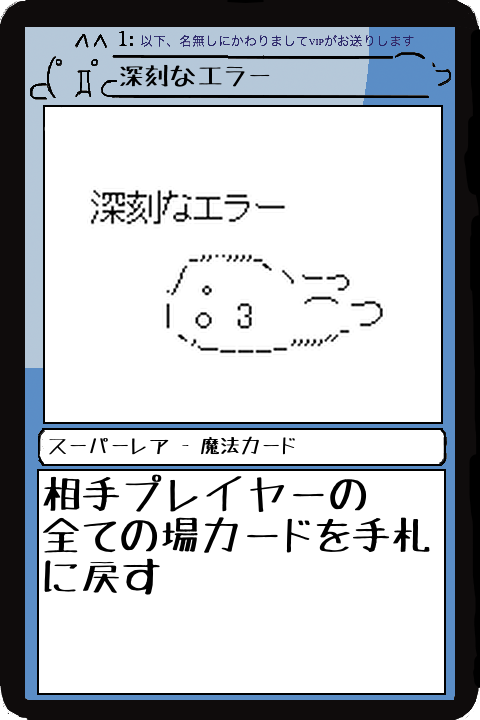 1: 以下、名無しにかわりましてVIPがお送りします
深刻なエラー
深刻なエラー
スーパーレア - 魔法カード
相手プレイヤーの
全ての場カードを手札
に戻す